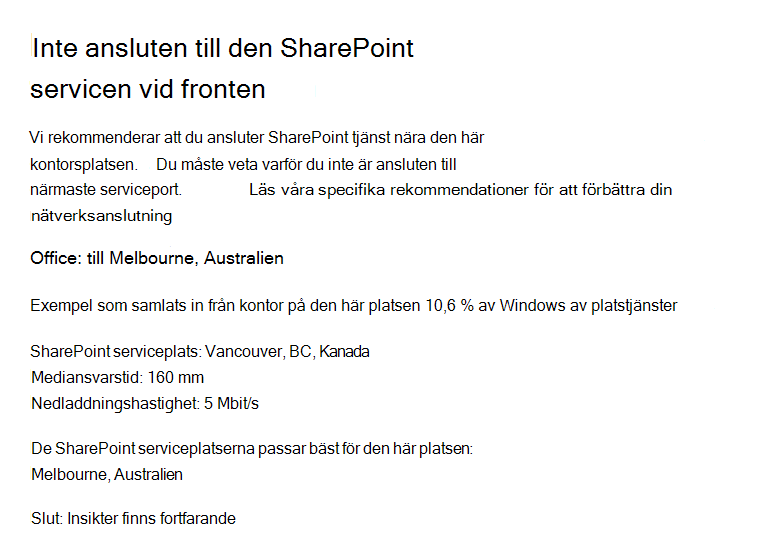 Inte ansluten till den SharePoint
servicen vid fronten
Vi rekommenderar att du ansluter SharePoint tjänst nära den här
kontorsplatsen. Du måste veta varför du inte är ansluten till
närmaste serviceport. Läs våra specifika rekommendationer för att förbättra din
nätverksanslutning
Office: till Melbourne, Australien
Exempel som samlats in från kontor på den här platsen 10,6 % av Windows av platstjänster
SharePoint serviceplats: Vancouver, BC, Kanada
Mediansvarstid: 160 mm
Nedladdningshastighet: 5 Mbit/s
De SharePoint serviceplatserna passar bäst för den här platsen:
Melbourne, Australien
Slut: Insikter finns fortfarande